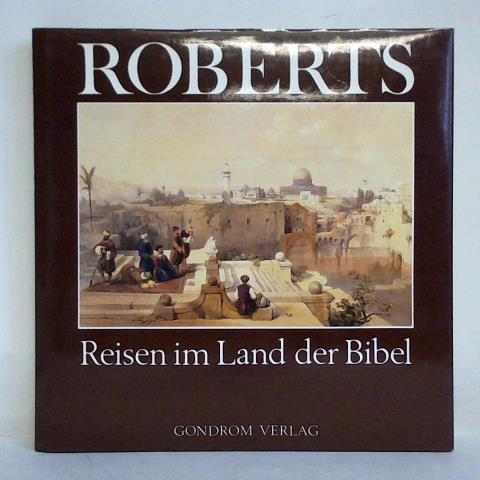 ROBERTS
Reisen im Land der Bibel
GONDROM VERLAG